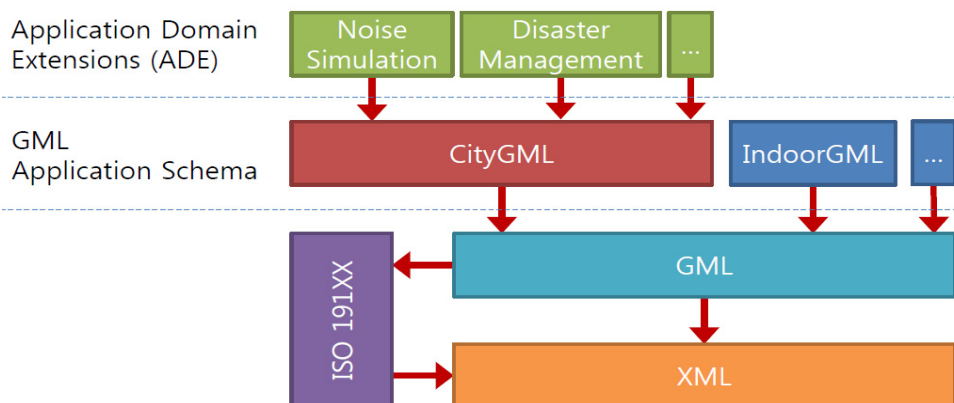 Application Domain
Extensions (ADE)
Noise
Simulation
Disaster
Management
...
GML
Application Schema
CityGML
IndoorGML
...
ISO 191XX
GML
XML